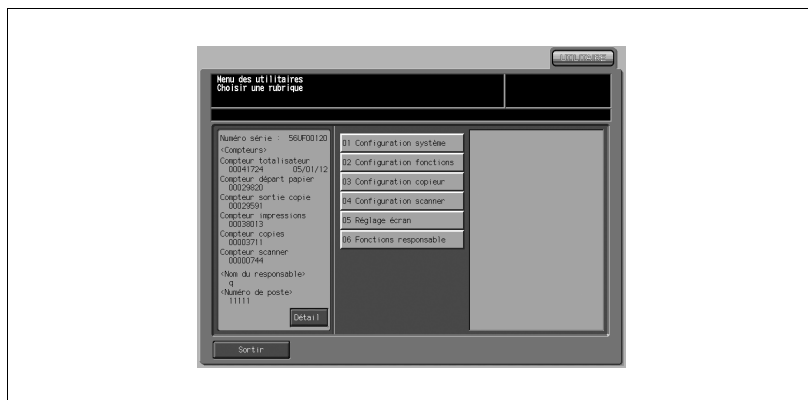 Menu des utilitaires
Choisir une rubrique
Numéro série : 56UF00120
<Compteurs>
Compteur totalisateur
00041724 05/01/12
Compteur départ papier
00029820
Compteur sortie copie
00029591
Compteur impressions
00038013
Compteur copies
00003711
Compteur scanner
00000744
<Nom du responsable>
q
<Numéro de poste>
11111
Détail
01 Configuration système
02 Configuration fonctions
03 Configuration copieur
04 Configuration scanner
05 Réglage écran
06 Fonctions responsable
Sortir